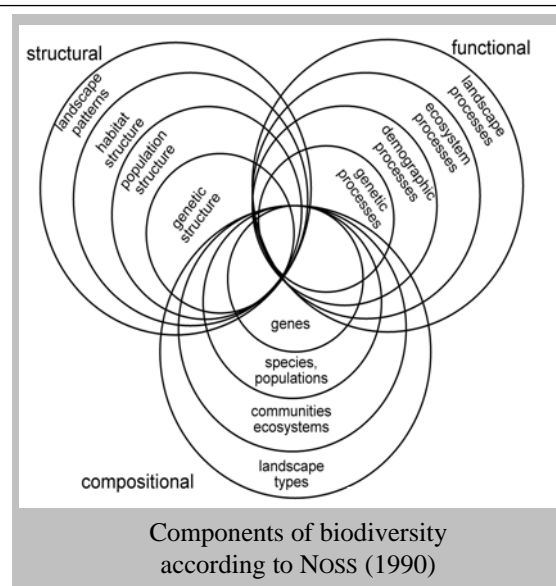 structural
functional
landscape
patterns
habitat
structure
population
structure
genetic
structure
landscape
processes
ecosystem
processes
demographic
processes
genetic
processes
genes
species,
populations
communities
ecosystems
landscape
types
compositional
Components of biodiversity
according to NOSS (1990)